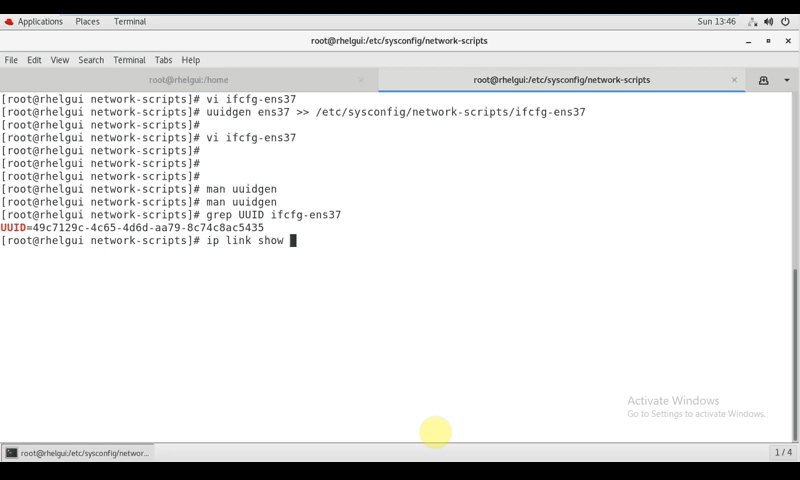 Applications Places Terminal Sun 13:46
root@rhelgui:/etc/sysconfig/network-scripts
File Edit View Search Terminal Tabs Help
root@rhelgui:/home × root@rhelgui:/etc/sysconfig/network-scripts ×
[root@rhelgui network-scripts]# vi ifcfg-ens37
[root@rhelgui network-scripts]# uuidgen ens37 >> /etc/sysconfig/network-scripts/ifcfg-ens37
[root@rhelgui network-scripts]#
[root@rhelgui network-scripts]# vi ifcfg-ens37
[root@rhelgui network-scripts]#
[root@rhelgui network-scripts]#
[root@rhelgui network-scripts]#
[root@rhelgui network-scripts]# man uuidgen
[root@rhelgui network-scripts]# man uuidgen
[root@rhelgui network-scripts]# grep UUID ifcfg-ens37
UUID=49c7129c-4c65-4d6d-aa79-8c74c8ac5435
[root@rhelgui network-scripts]# ip link show
Activate Windows
Go to Settings to activate Windows.
root@rhelgui:/etc/sysconfig/networ... 1 / 4